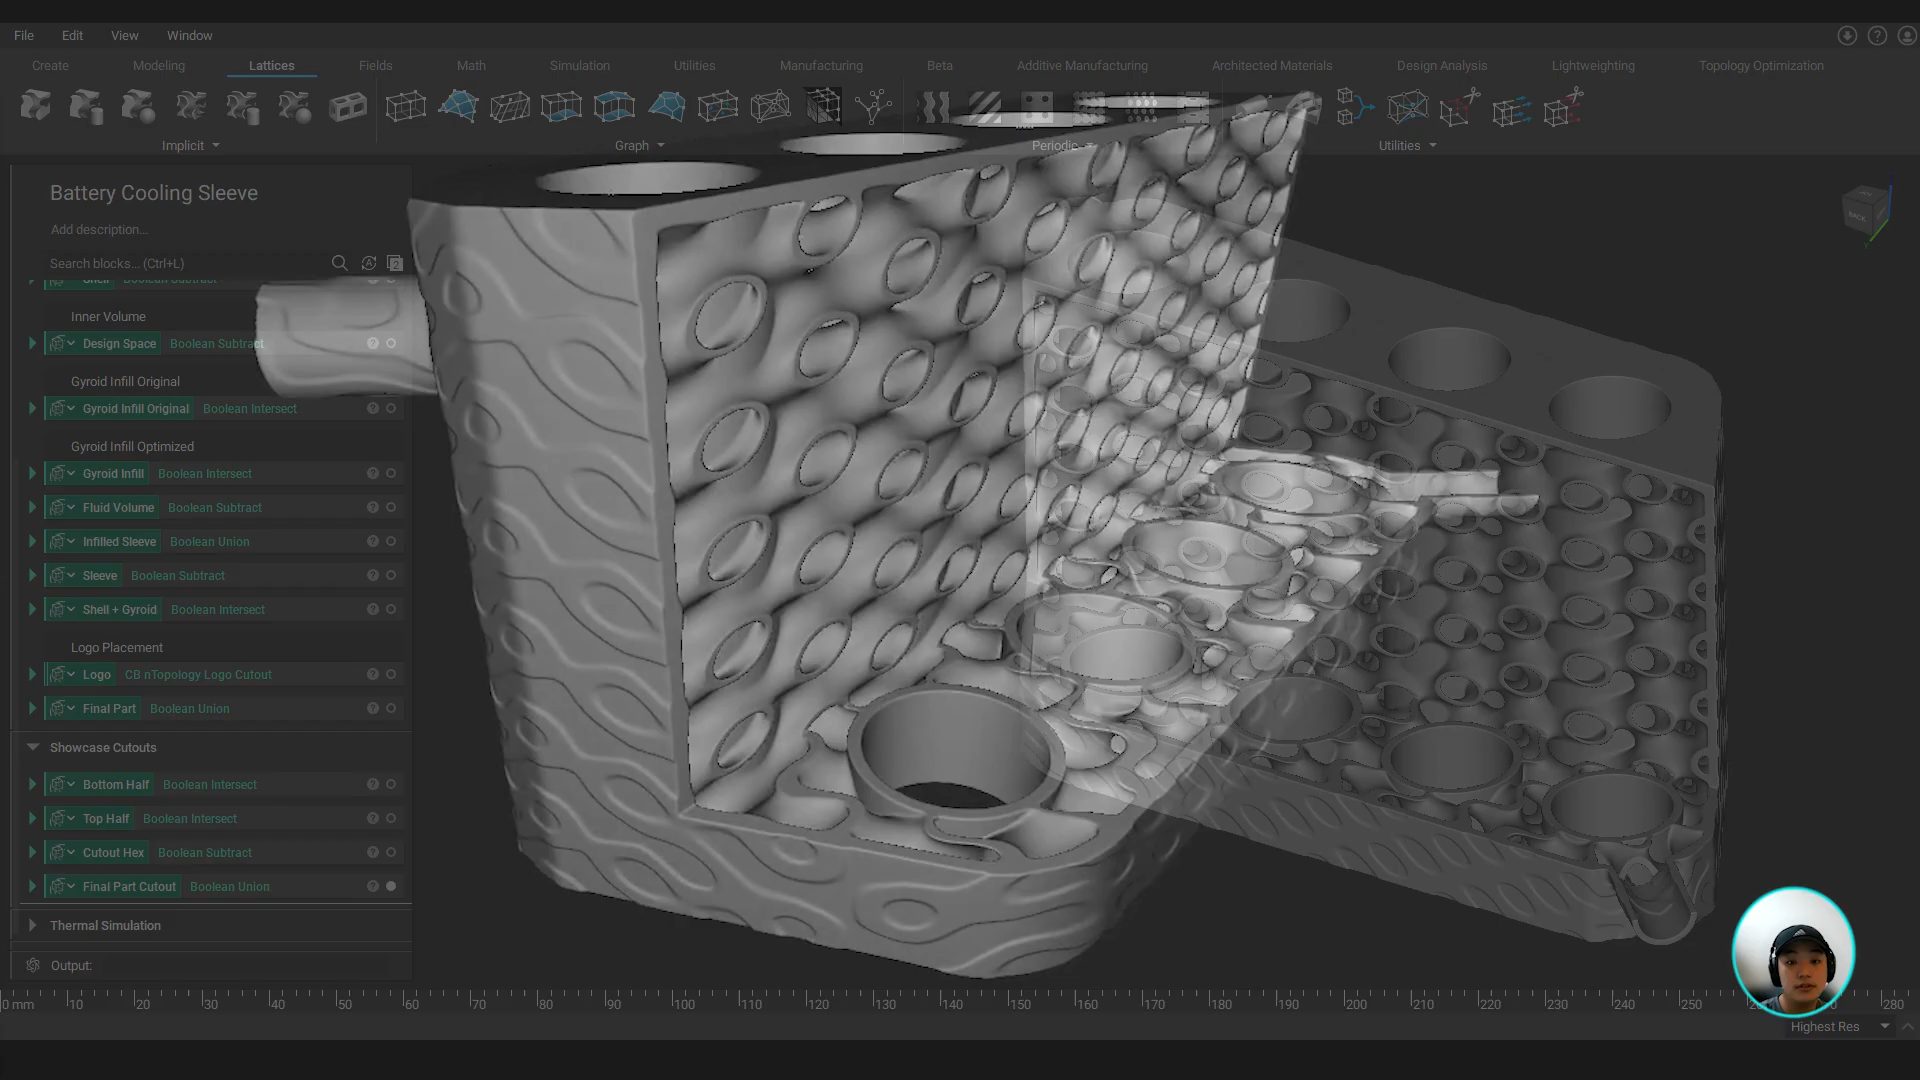 File Edit View Window
Create Modeling Lattices Fields Math Simulation Utilities Manufacturing Beta Additive Manufacturing Architected Materials Design Analysis Lightweighting Topology Optimization
Implicit Graph Periodic Utilities
Battery Cooling Sleeve
Add description...
Search blocks... (Ctrl+L)
2
Shell Boolean Subtract
Inner Volume
Design Space Boolean Subtract
Gyroid Infill Original
Gyroid Infill Original Boolean Intersect
Gyroid Infill Optimized
Gyroid Infill Boolean Intersect
Fluid Volume Boolean Subtract
Infilled Sleeve Boolean Union
Sleeve Boolean Subtract
Shell + Gyroid Boolean Intersect
Logo Placement
Logo CB nTopology Logo Cutout
Final Part Boolean Union
Showcase Cutouts
Bottom Half Boolean Intersect
Top Half Boolean Intersect
Cutout Hex Boolean Subtract
Final Part Cutout Boolean Union
Thermal Simulation
Output:
BACK
0 mm 10 20 30 40 50 60 70 80 90 100 110 120 130 140 150 160 170 180 190 200 210 220 230 240 250 280
Highest Res